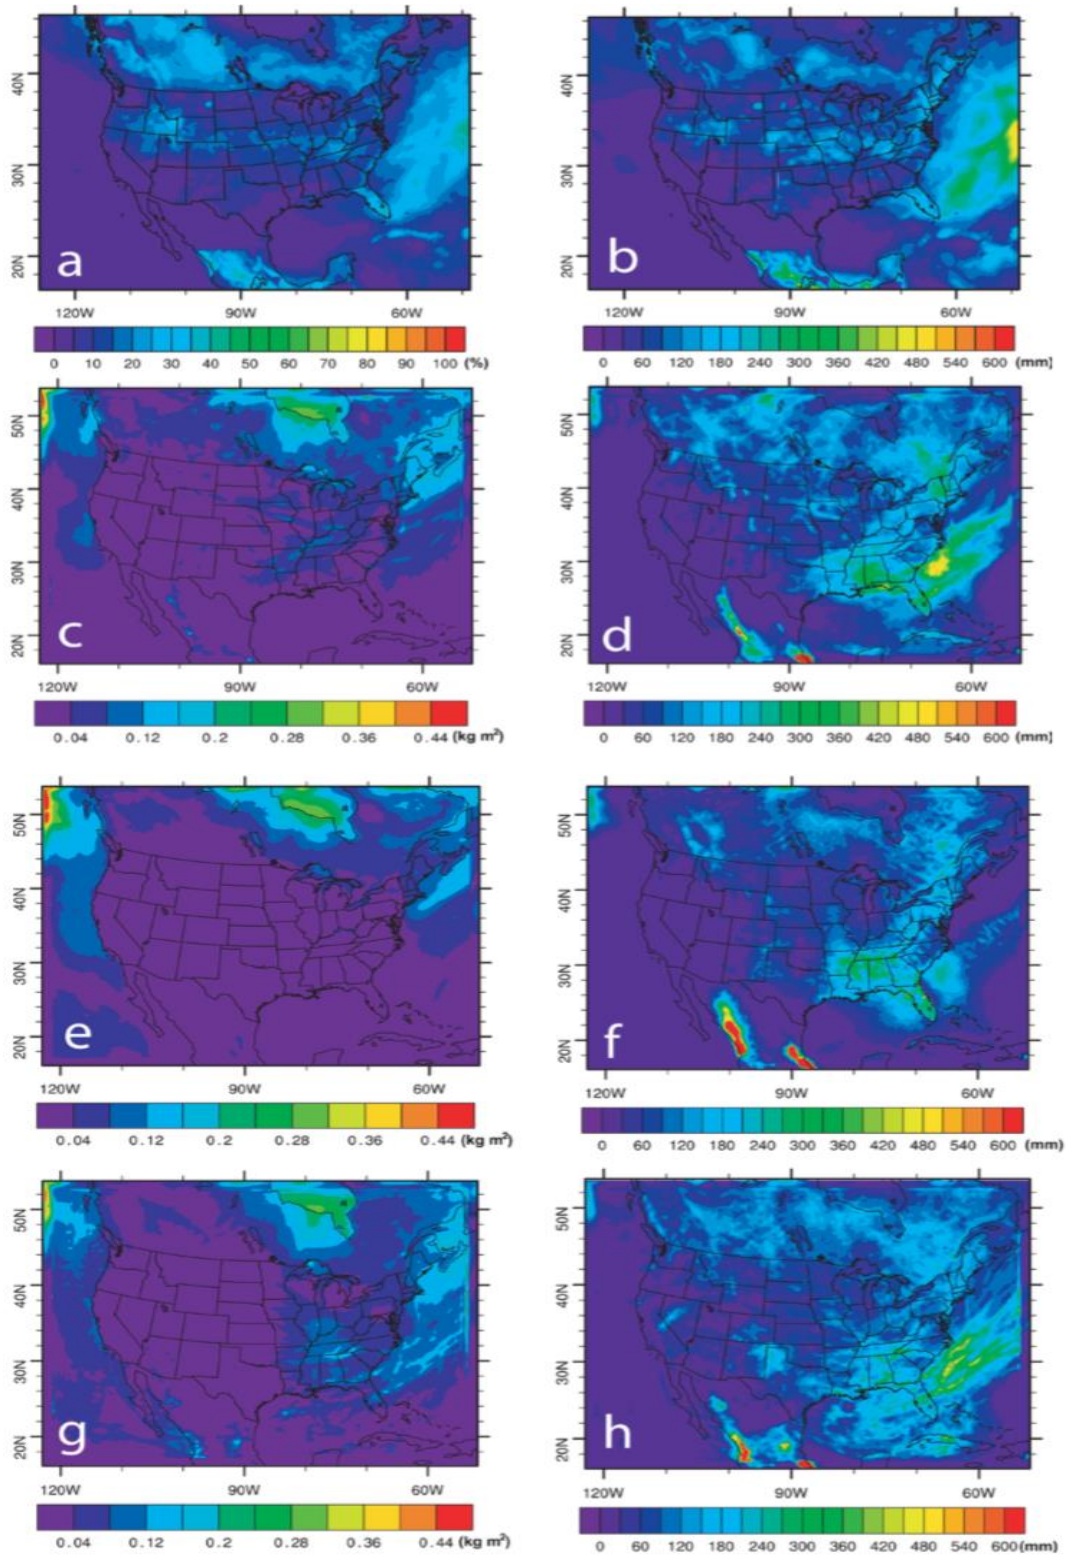 40N 30N 20N a 40N 30N 20N b
120W 90W 60W 120W 90W 60W
0 10 20 30 40 50 60 70 80 90 100 (%) 0 60 120 180 240 300 360 420 480 540 600 (mm)
50N 40N 30N 20N c 50N 40N 30N 20N d
120W 90W 60W 120W 90W 60W
0.04 0.12 0.2 0.28 0.36 0.44 (kg m²) 0 60 120 180 240 300 360 420 480 540 600 (mm)
50N 40N 30N 20N e 50N 40N 30N 20N f
120W 90W 60W 120W 90W 60W
0.04 0.12 0.2 0.28 0.36 0.44 (kg m²) 0 60 120 180 240 300 360 420 480 540 600 (mm)
50N 40N 30N 20N g 50N 40N 30N 20N h
120W 90W 60W 120W 90W 60W
0.04 0.12 0.2 0.28 0.36 0.44 (kg m²) 0 60 120 180 240 300 360 420 480 540 600 (mm)